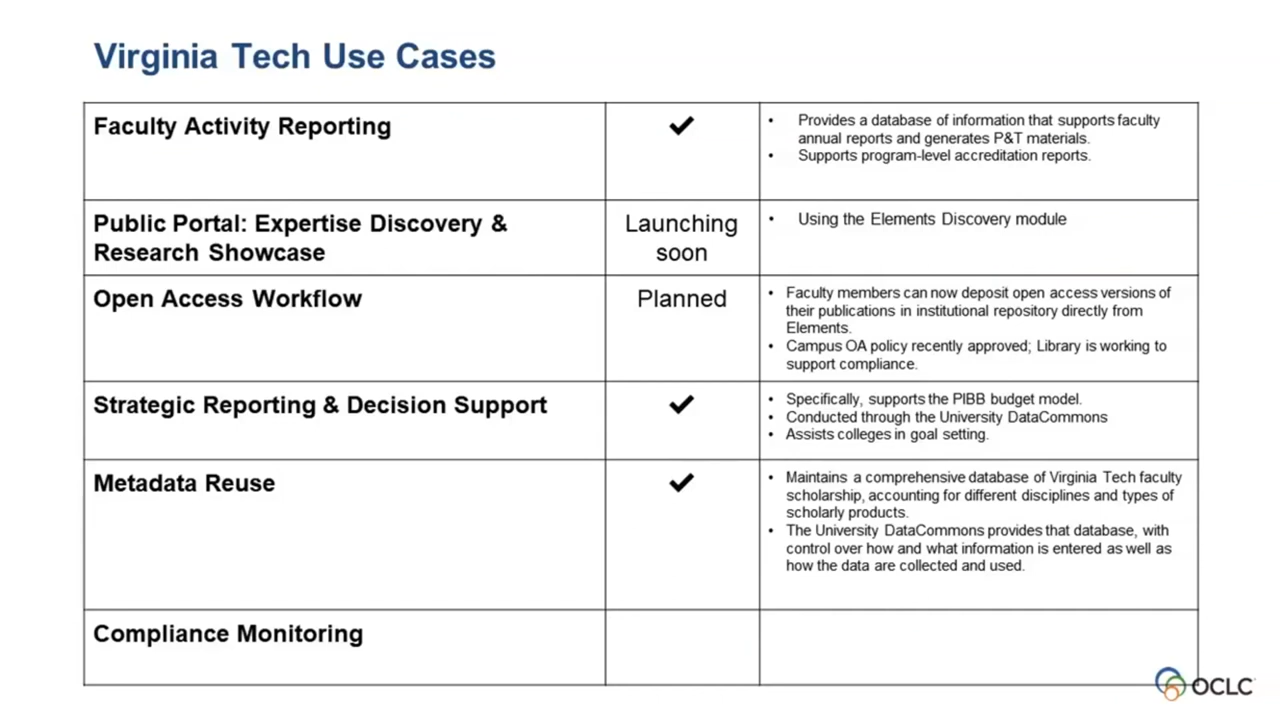 Virginia Tech Use Cases
Faculty Activity Reporting
✔
• Provides a database of information that supports faculty
annual reports and generates P&T materials.
• Supports program-level accreditation reports.
Public Portal: Expertise Discovery &
Research Showcase
Launching
soon
• Using the Elements Discovery module
Open Access Workflow
Planned
• Faculty members can now deposit open access versions of
their publications in institutional repository directly from
Elements.
• Campus OA policy recently approved; Library is working to
support compliance.
Strategic Reporting & Decision Support
✔
• Specifically, supports the PIBB budget model.
• Conducted through the University DataCommons
• Assists colleges in goal setting.
Metadata Reuse
✔
• Maintains a comprehensive database of Virginia Tech faculty
scholarship, accounting for different disciplines and types of
scholarly products.
• The University DataCommons provides that database, with
control over how and what information is entered as well as
how the data are collected and used.
Compliance Monitoring
OCLC